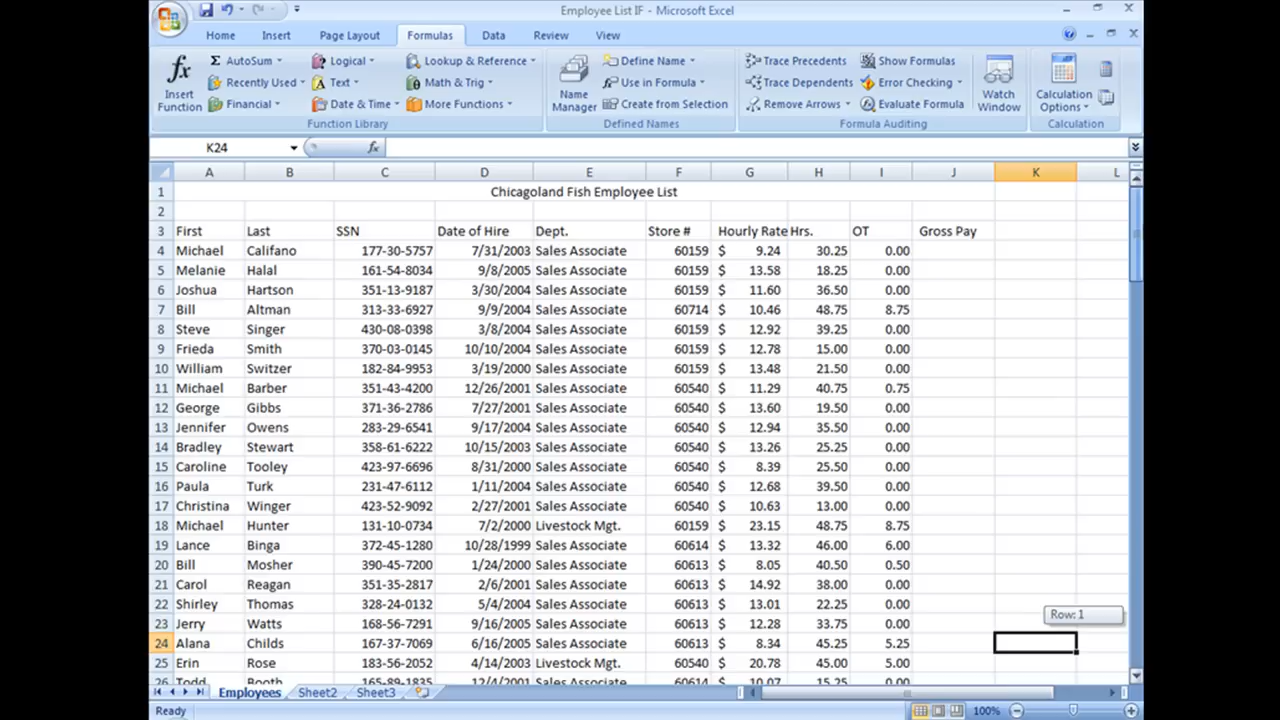 Employee List IF - Microsoft Excel
Home Insert Page Layout Formulas Data Review View
Σ AutoSum Logical Lookup & Reference Define Name Trace Precedents Show Formulas
Recently Used Text Math & Trig Use in Formula Trace Dependents Error Checking
Financial Date & Time More Functions Create from Selection Remove Arrows Evaluate Formula
fx Insert Function Name Manager Watch Window Calculation Options
Function Library Defined Names Formula Auditing Calculation
K24 fx
A B C D E F G H I J K L
1 Chicagoland Fish Employee List
2
3 First Last SSN Date of Hire Dept. Store # Hourly Rate Hrs. OT Gross Pay
4 Michael Califano 177-30-5757 7/31/2003 Sales Associate 60159 $ 9.24 30.25 0.00
5 Melanie Halal 161-54-8034 9/8/2005 Sales Associate 60159 $ 13.58 18.25 0.00
6 Joshua Hartson 351-13-9187 3/30/2004 Sales Associate 60159 $ 11.60 36.50 0.00
7 Bill Altman 313-33-6927 9/9/2004 Sales Associate 60714 $ 10.46 48.75 8.75
8 Steve Singer 430-08-0398 3/8/2004 Sales Associate 60159 $ 12.92 39.25 0.00
9 Frieda Smith 370-03-0145 10/10/2004 Sales Associate 60159 $ 12.78 15.00 0.00
10 William Switzer 182-84-9953 3/19/2000 Sales Associate 60159 $ 13.48 21.50 0.00
11 Michael Barber 351-43-4200 12/26/2001 Sales Associate 60540 $ 11.29 40.75 0.75
12 George Gibbs 371-36-2786 7/27/2001 Sales Associate 60540 $ 13.60 19.50 0.00
13 Jennifer Owens 283-29-6541 9/17/2004 Sales Associate 60540 $ 12.94 35.50 0.00
14 Bradley Stewart 358-61-6222 10/15/2003 Sales Associate 60540 $ 13.26 25.25 0.00
15 Caroline Tooley 423-97-6696 8/31/2000 Sales Associate 60540 $ 8.39 25.50 0.00
16 Paula Turk 231-47-6112 1/11/2004 Sales Associate 60540 $ 12.68 39.50 0.00
17 Christina Winger 423-52-9092 2/27/2001 Sales Associate 60540 $ 10.63 13.00 0.00
18 Michael Hunter 131-10-0734 7/2/2000 Livestock Mgt. 60159 $ 23.15 48.75 8.75
19 Lance Binga 372-45-1280 10/28/1999 Sales Associate 60614 $ 13.32 46.00 6.00
20 Bill Mosher 390-45-7200 1/24/2000 Sales Associate 60613 $ 8.05 40.50 0.50
21 Carol Reagan 351-35-2817 2/6/2001 Sales Associate 60613 $ 14.92 38.00 0.00
22 Shirley Thomas 328-24-0132 5/4/2004 Sales Associate 60613 $ 13.01 22.25 0.00
Row: 1
23 Jerry Watts 168-56-7291 9/16/2005 Sales Associate 60613 $ 12.28 33.75 0.00
24 Alana Childs 167-37-7069 6/16/2005 Sales Associate 60613 $ 8.34 45.25 5.25
25 Erin Rose 183-56-2052 4/14/2003 Livestock Mgt. 60540 $ 20.78 45.00 5.00
26 Todd Booth 165-89-1835 12/4/2001 Sales Associate 60614 $ 10.07 15.25 0.00
Employees Sheet2 Sheet3
Ready 100%